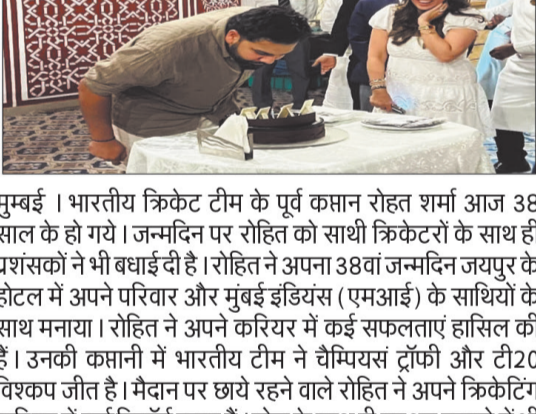 मुम्बई । भारतीय क्रिकेट टीम के पूर्व कप्तान रोहत शर्मा आज 38
साल के हो गये । जन्मदिन पर रोहित को साथी क्रिकेटरों के साथ ही
प्रशंसकों ने भी बधाई दी है । रोहित ने अपना 38वां जन्मदिन जयपुर के
होटल में अपने परिवार और मुंबई इंडियंस (एमआई) के साथियों के
साथ मनाया । रोहित ने अपने करियर में कई सफलताएं हासिल की
हैं । उनकी कप्तानी में भारतीय टीम ने चैम्पियसं ट्रॉफी और टी20
विश्कप जीत है । मैदान पर छाये रहने वाले रोहित ने अपने क्रिकेटिंग